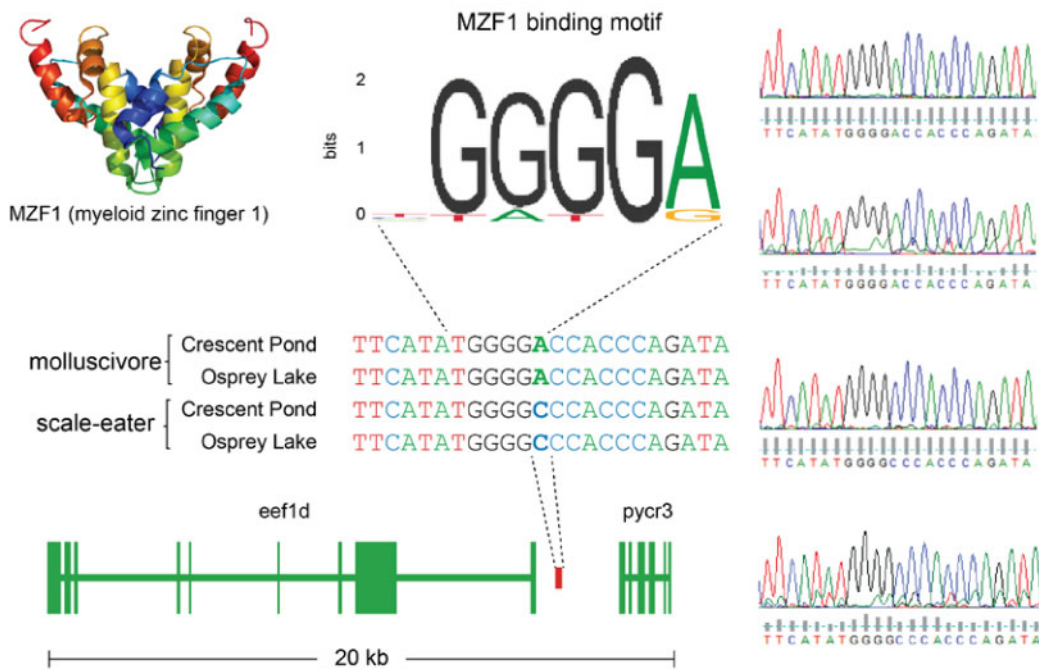 MZF1 (myeloid zinc finger 1)
MZF1 binding motif
bits
2
1
0
GGGGA
A
G
molluscivore
Crescent Pond TTCATATGGGGACCACCCAGATA
Osprey Lake TTCATATGGGGACCACCCAGATA
scale-eater
Crescent Pond TTCATATGGGGCCCACCCAGATA
Osprey Lake TTCATATGGGGCCCACCCAGATA
eef1d
pycr3
20 kb
TTCATATGGGGACCACCCAGATA
TTCATATGGGGACCACCCAGATA
TTCATATGGGGCCCACCCAGATA
TTCATATGGGGCCCACCCAGATA